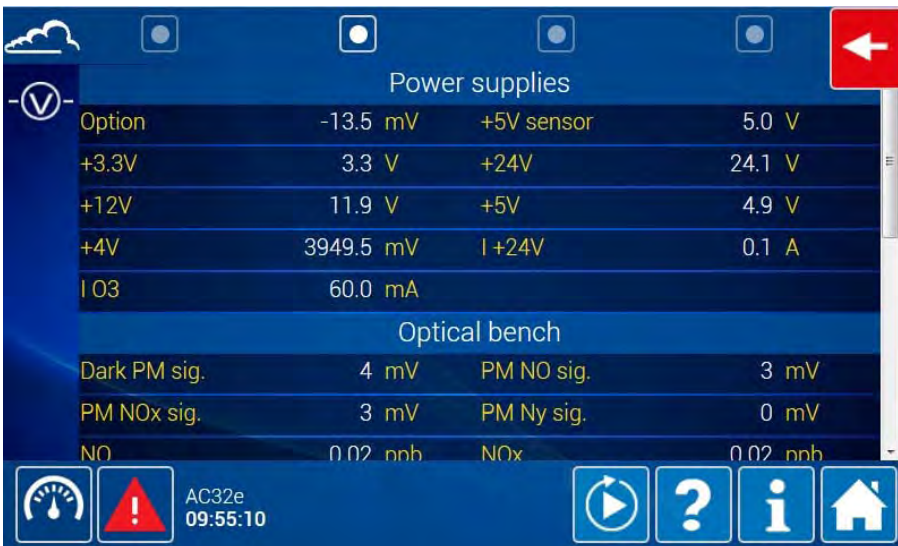 Power supplies
-V-
Option -13.5 mV +5V sensor 5.0 V
+3.3V 3.3 V +24V 24.1 V
+12V 11.9 V +5V 4.9 V
+4V 3949.5 mV I +24V 0.1 A
I O3 60.0 mA
Optical bench
Dark PM sig. 4 mV PM NO sig. 3 mV
PM NOx sig. 3 mV PM Ny sig. 0 mV
NO 0.02 ppb NOx 0.02 ppb
! AC32e ? i
09:55:10